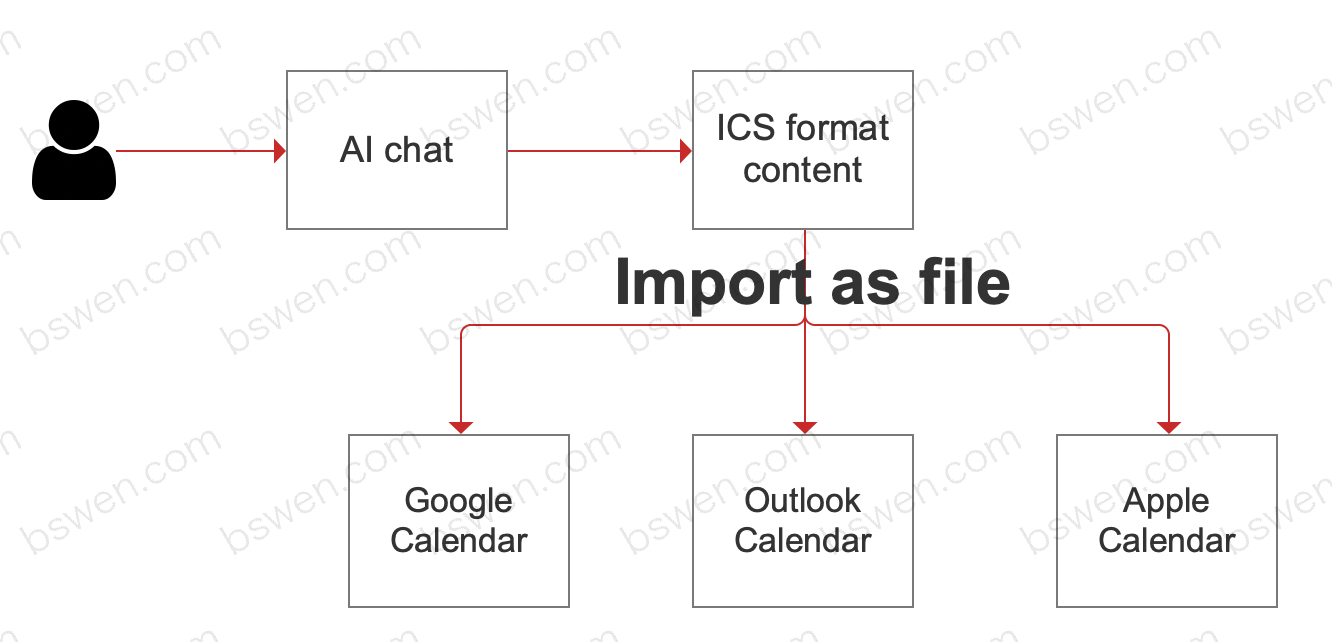 AI chat
ICS format
content
Import as file
Google
Calendar
Outlook
Calendar
Apple
Calendar
bswen.com